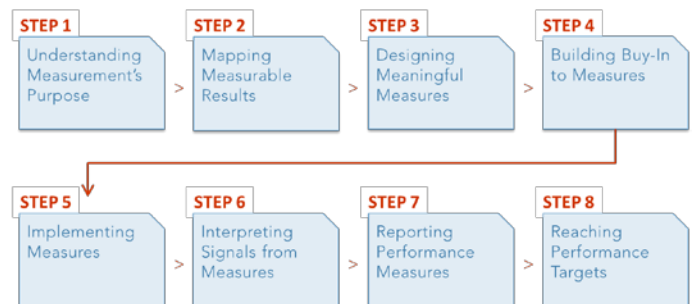 STEP 1
Understanding
Measurement's
Purpose
>
STEP 2
Mapping
Measurable
Results
>
STEP 3
Designing
Meaningful
Measures
>
STEP 4
Building Buy-In
to Measures
STEP 5
Implementing
Measures
>
STEP 6
Interpreting
Signals from
Measures
>
STEP 7
Reporting
Performance
Measures
>
STEP 8
Reaching
Performance
Targets